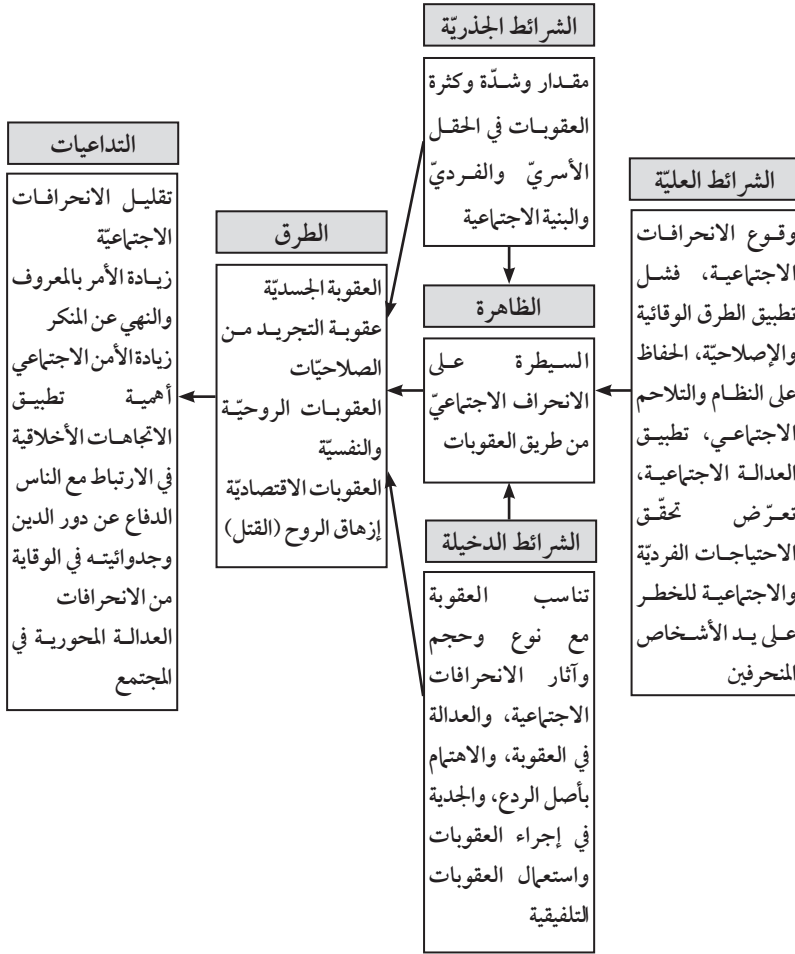 الشرائط الجذريّة
مقدار وشدّة وكثرة
العقوبات في الحقل
الأسريّ والفرديّ
والبنية الاجتماعية
الشرائط العليّة
وقوع الانحرافات
الاجتماعية، فشل
تطبيق الطرق الوقائية
والإصلاحيّة، الحفاظ
على النظام والتلاحم
الاجتماعي، تطبيق
العدالة الاجتماعية،
تعرّض تحقّق
الاحتياجات الفرديّة
والاجتماعية للخطر
على يد الأشخاص
المنحرفين
الظاهرة
السيطرة على
الانحراف الاجتماعيّ
من طريق العقوبات
الشرائط الدخيلة
تناسب العقوبة
مع نوع وحجم
وآثار الانحرافات
الاجتماعية، والعدالة
في العقوبة، والاهتمام
بأصل الردع، والجدية
في إجراء العقوبات
واستعمال العقوبات
التلفيقية
الطرق
العقوبة الجسديّة
عقوبة التجريد من
الصلاحيّات
العقوبات الروحيّة
والنفسيّة
العقوبات الاقتصاديّة
إزهاق الروح (القتل)
التداعيات
تقليل الانحرافات
الاجتماعيّة
زيادة الأمر بالمعروف
والنهي عن المنكر
زيادة الأمن الاجتماعي
أهمية تطبيق
الاتجاهات الأخلاقية
في الارتباط مع الناس
الدفاع عن دور الدين
وجدوائيته في الوقاية
من الانحرافات
العدالة المحورية في
المجتمع